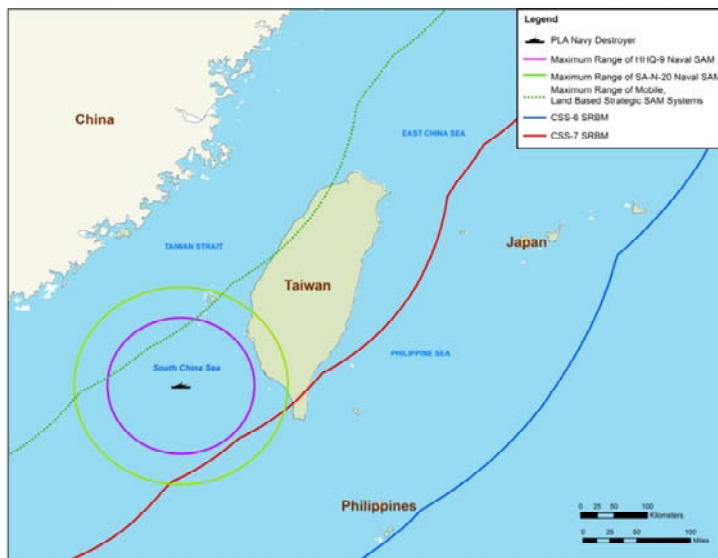 Legend
PLA Navy Destroyer
Maximum Range of HHQ-9 Naval SAM
Maximum Range of SA-N-20 Naval SAM
Maximum Range of Mobile,
Land Based Strategic SAM Systems
CSS-6 SRBM
CSS-7 SRBM
China
EAST CHINA SEA
TAIWAN STRAIT
Japan
Taiwan
PHILIPPINE SEA
South China Sea
Philippines
0 25 50 100
Kilometers
0 25 50 100
Miles